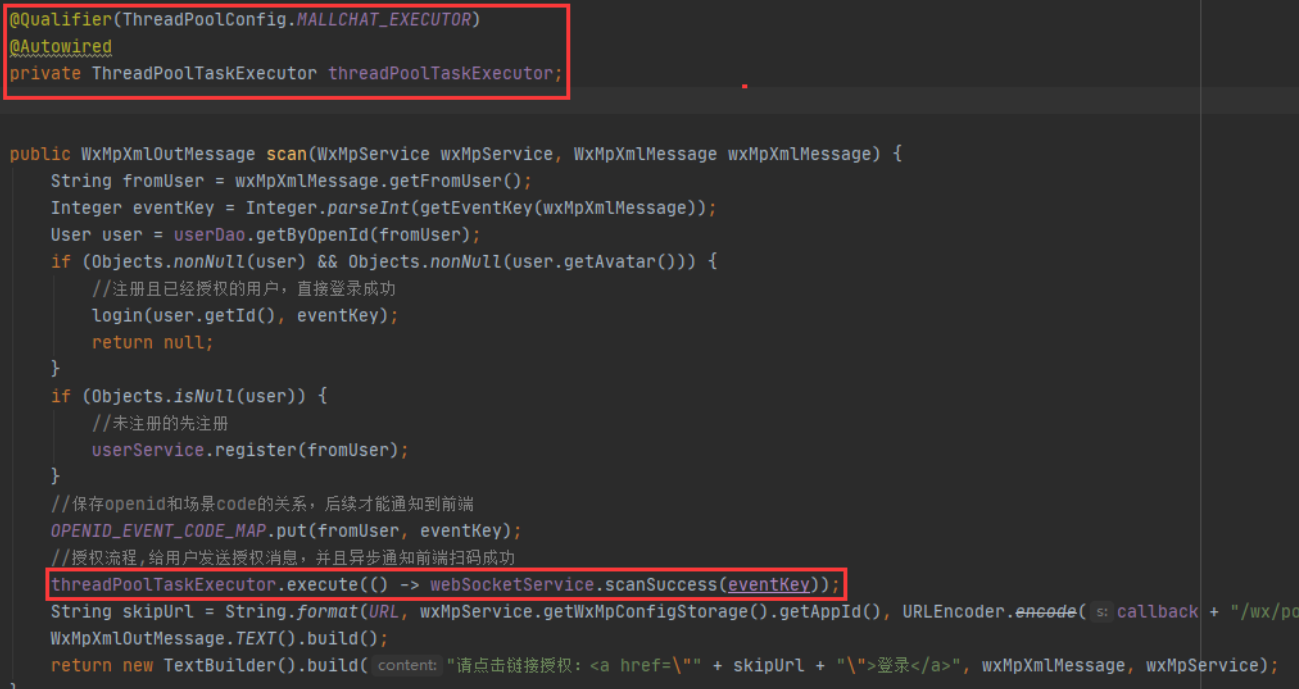 @Qualifier(ThreadPoolConfig.MALLCHAT_EXECUTOR)
@Autowired
private ThreadPoolTaskExecutor threadPoolTaskExecutor;
public WxMpXmlOutMessage scan(WxMpService wxMpService, WxMpXmlMessage wxMpXmlMessage) {
String fromUser = wxMpXmlMessage.getFromUser();
Integer eventKey = Integer.parseInt(getEventKey(wxMpXmlMessage));
User user = userDao.getByOpenId(fromUser);
if (Objects.nonNull(user) && Objects.nonNull(user.getAvatar())) {
//注册且已经授权的用户，直接登录成功
login(user.getId(), eventKey);
return null;
}
if (Objects.isNull(user)) {
//未注册的先注册
userService.register(fromUser);
}
//保存openid和场景code的关系，后续才能通知到前端
OPENID_EVENT_CODE_MAP.put(fromUser, eventKey);
//授权流程,给用户发送授权消息，并且异步通知前端扫码成功
threadPoolTaskExecutor.execute(() -> webSocketService.scanSuccess(eventKey));
String skipUrl = String.format(URL, wxMpService.getWxMpConfigStorage().getAppId(), URLEncoder.encode( s: callback + "/wx/po
WxMpXmlOutMessage.TEXT().build();
return new TextBuilder().build( content: "请点击链接授权：<a href=\"" + skipUrl + "\">登录</a>", wxMpXmlMessage, wxMpService);